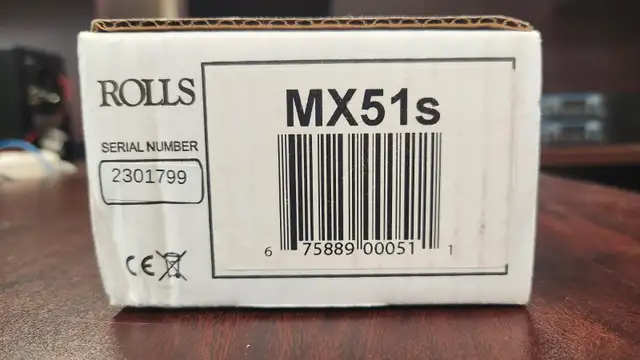 ROLLS
SERIAL NUMBER
2301799
CE
MX51s
6 75889 00051 1